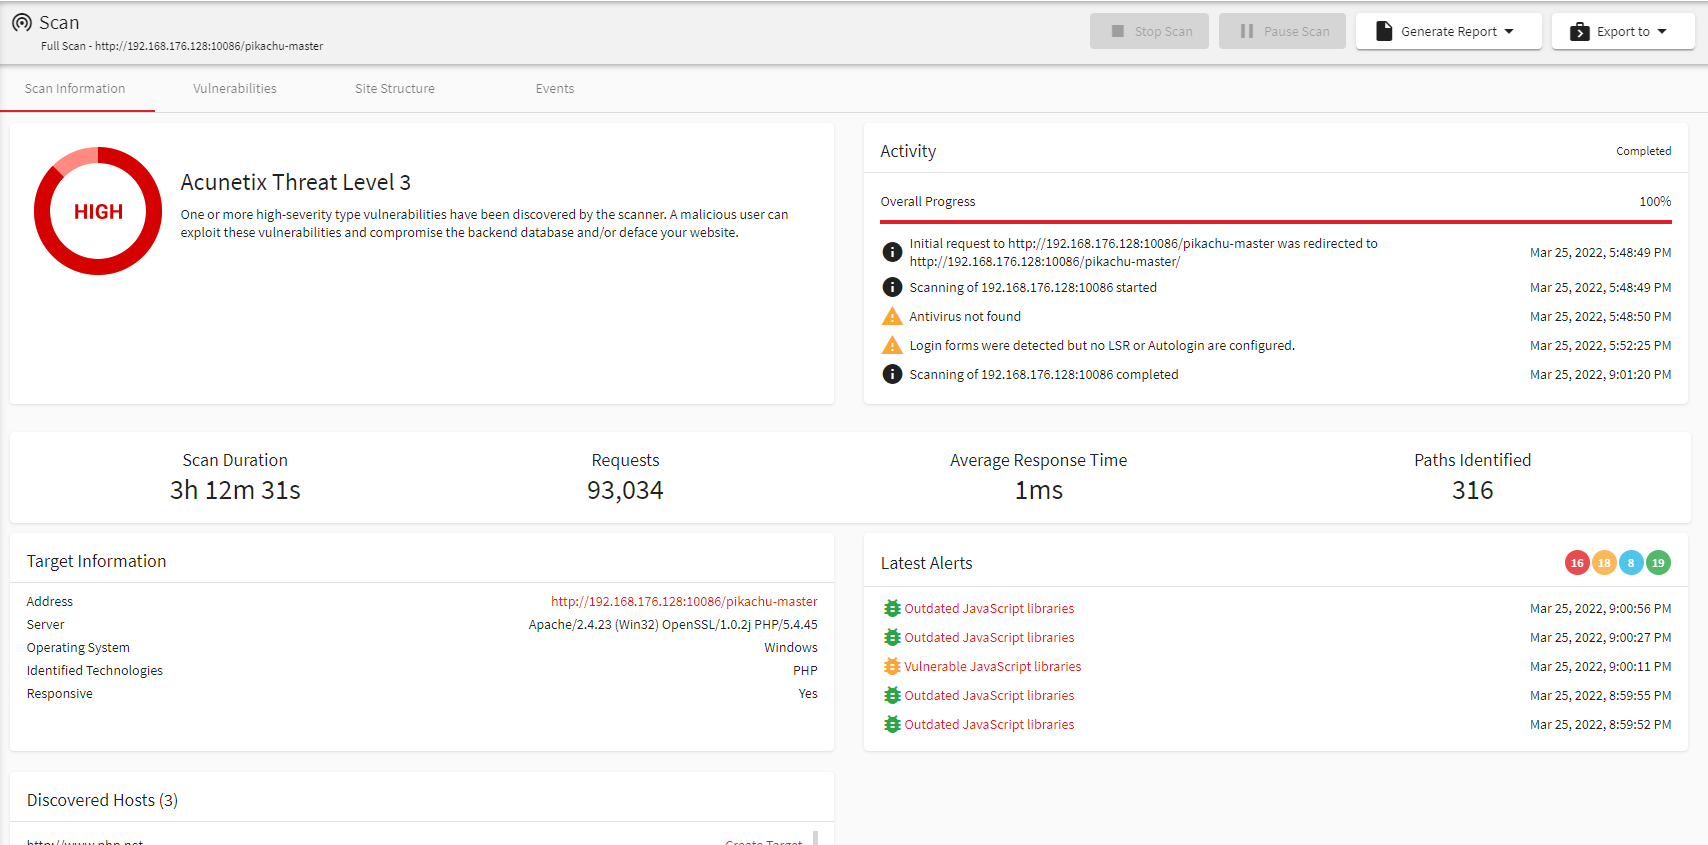 Scan
Full Scan - http://192.168.176.128:10086/pikachu-master
Stop Scan
Pause Scan
Generate Report
Export to
Scan Information
Vulnerabilities
Site Structure
Events
HIGH
Acunetix Threat Level 3
One or more high-severity type vulnerabilities have been discovered by the scanner. A malicious user can
exploit these vulnerabilities and compromise the backend database and/or deface your website.
Activity
Completed
Overall Progress
100%
Initial request to http://192.168.176.128:10086/pikachu-master was redirected to
http://192.168.176.128:10086/pikachu-master/
Mar 25, 2022, 5:48:49 PM
Scanning of 192.168.176.128:10086 started
Mar 25, 2022, 5:48:49 PM
Antivirus not found
Mar 25, 2022, 5:48:50 PM
Login forms were detected but no LSR or Autologin are configured.
Mar 25, 2022, 5:52:25 PM
Scanning of 192.168.176.128:10086 completed
Mar 25, 2022, 9:01:20 PM
Scan Duration
3h 12m 31s
Requests
93,034
Average Response Time
1ms
Paths Identified
316
Target Information
Address
http://192.168.176.128:10086/pikachu-master
Server
Apache/2.4.23 (Win32) OpenSSL/1.0.2j PHP/5.4.45
Operating System
Windows
Identified Technologies
PHP
Responsive
Yes
Latest Alerts
16
18
8
19
Outdated JavaScript libraries
Mar 25, 2022, 9:00:56 PM
Outdated JavaScript libraries
Mar 25, 2022, 9:00:27 PM
Vulnerable JavaScript libraries
Mar 25, 2022, 9:00:11 PM
Outdated JavaScript libraries
Mar 25, 2022, 8:59:55 PM
Outdated JavaScript libraries
Mar 25, 2022, 8:59:52 PM
Discovered Hosts (3)
http://www.php.net
Create Target